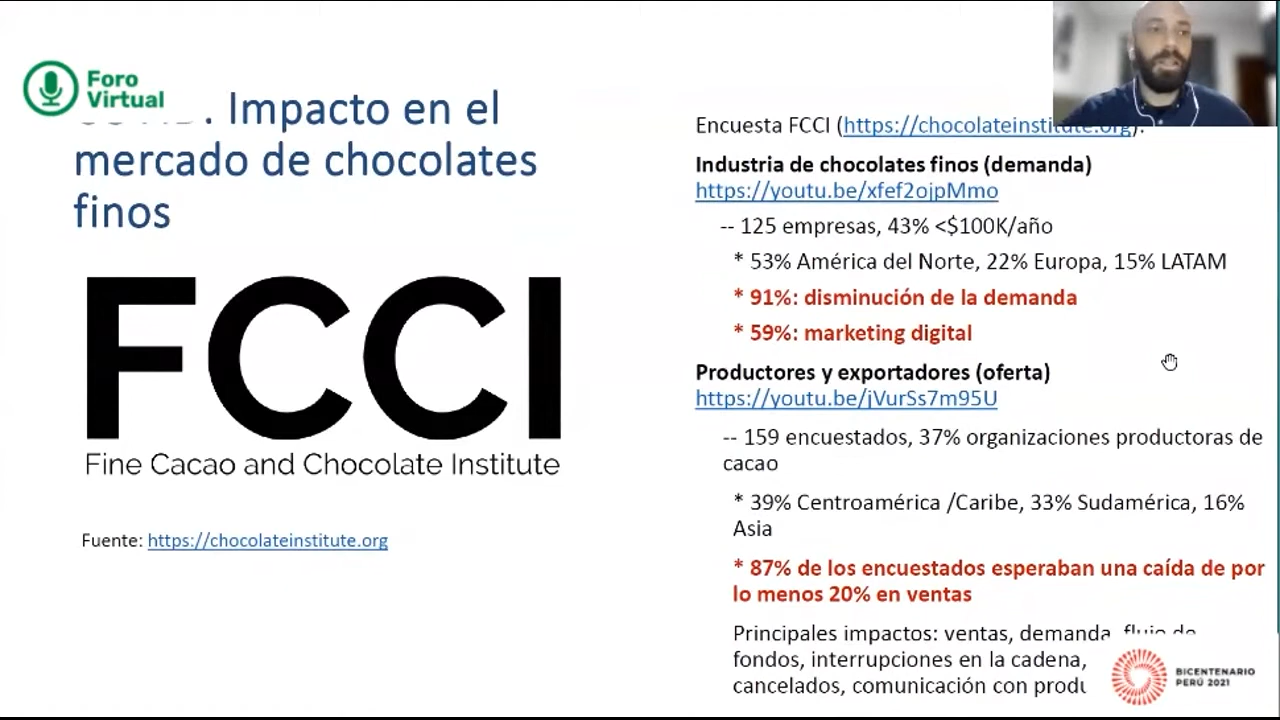 Foro
Virtual
Impacto en el
mercado de chocolates
finos
FCCI
Fine Cacao and Chocolate Institute
Fuente: https://chocolateinstitute.org
Encuesta FCCI (https://chocolateinstitute.org):
Industria de chocolates finos (demanda)
https://youtu.be/xfef2ojpMmo
-- 125 empresas, 43% <$100K/año
* 53% América del Norte, 22% Europa, 15% LATAM
* 91%: disminución de la demanda
* 59%: marketing digital
Productores y exportadores (oferta)
https://youtu.be/jVurSs7m95U
-- 159 encuestados, 37% organizaciones productoras de
cacao
* 39% Centroamérica /Caribe, 33% Sudamérica, 16%
Asia
* 87% de los encuestados esperaban una caída de por
lo menos 20% en ventas
Principales impactos: ventas, demanda, flujo de
fondos, interrupciones en la cadena,
cancelados, comunicación con produ
BICENTENARIO
PERÚ 2021